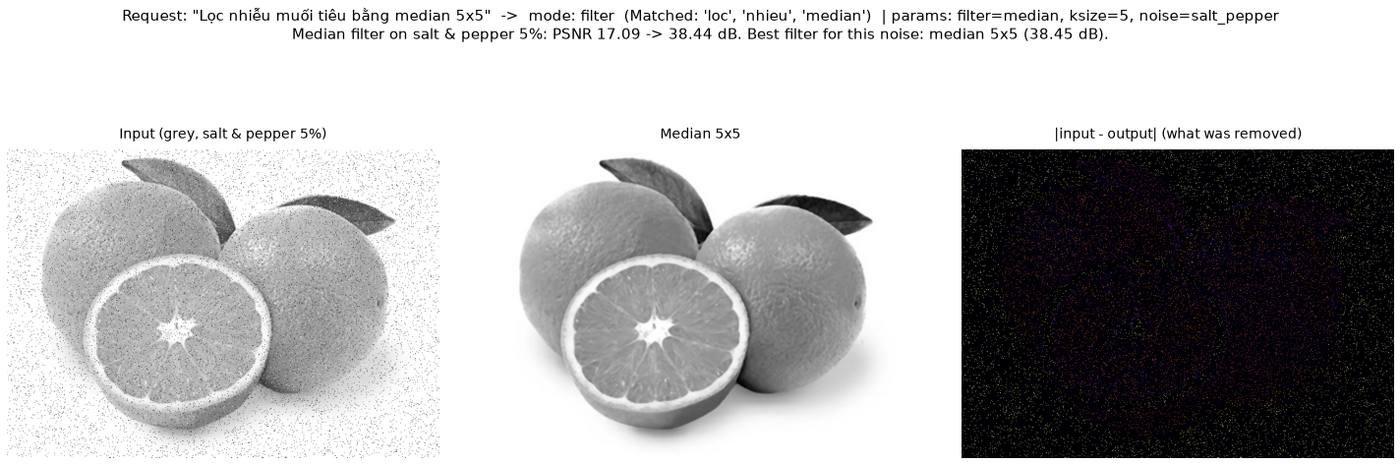 Request: "Lọc nhiễu muối tiêu bằng median 5x5"  ->  mode: filter  (Matched: 'loc', 'nhieu', 'median')  | params: filter=median, ksize=5, noise=salt_pepper
Median filter on salt & pepper 5%: PSNR 17.09 -> 38.44 dB. Best filter for this noise: median 5x5 (38.45 dB).
Input (grey, salt & pepper 5%)
Median 5x5
|input - output| (what was removed)